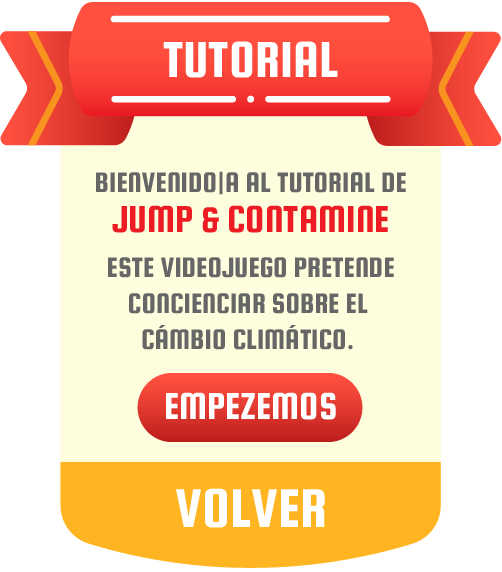 TUTORIAL
BIENVENIDO|A AL TUTORIAL DE
JUMP & CONTAMINE
ESTE VIDEOJUEGO PRETENDE
CONCIENCIAR SOBRE EL
CÁMBIO CLIMÁTICO.
EMPEZEMOS
VOLVER